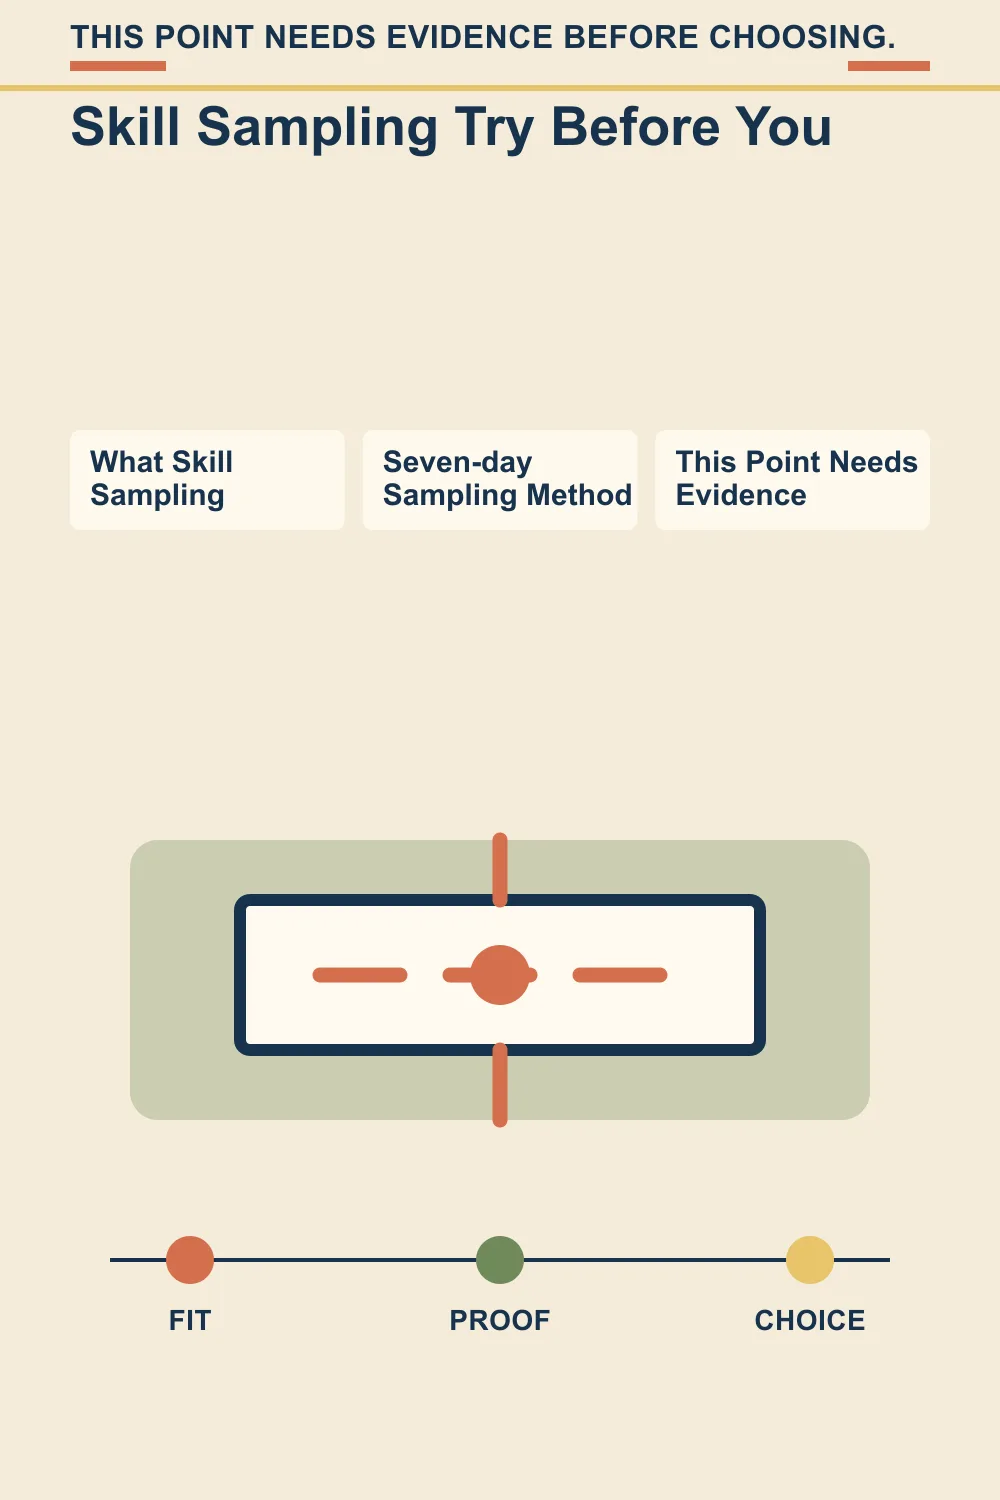 THIS POINT NEEDS EVIDENCE BEFORE CHOOSING.
Skill Sampling Try Before You
What Skill
Sampling
Seven-day
Sampling Method
This Point Needs
Evidence
FIT
PROOF
CHOICE